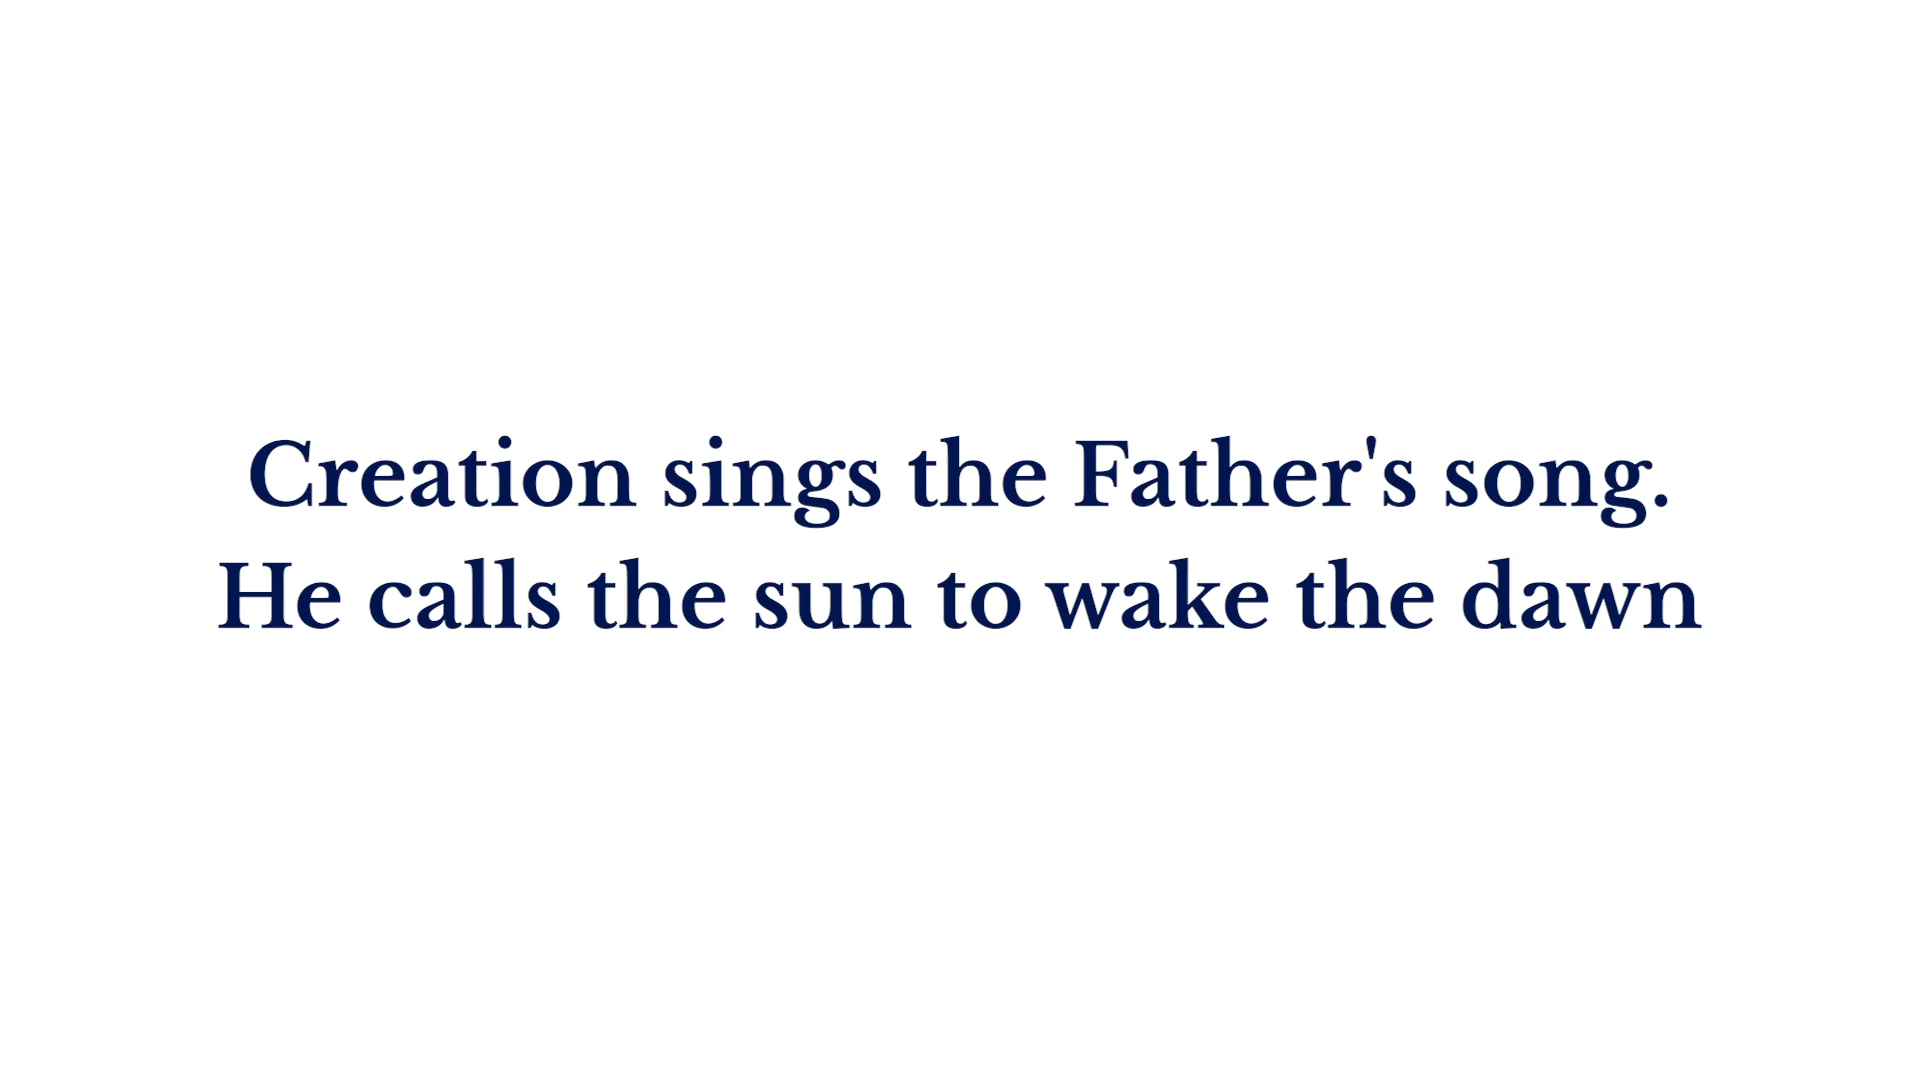 Creation sings the Father's song.
He calls the sun to wake the dawn